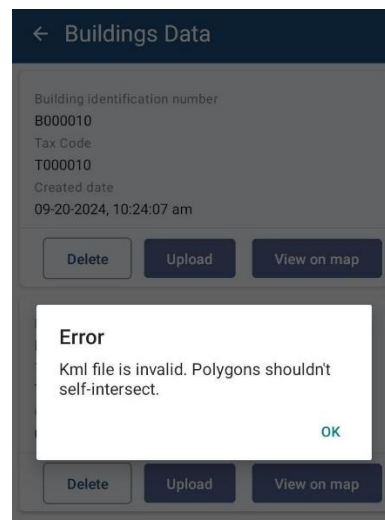 ← Buildings Data
Building identification number
B000010
Tax Code
T000010
Created date
09-20-2024, 10:24:07 am
Delete Upload View on map
Error
Kml file is invalid. Polygons shouldn't
self-intersect.
OK
Delete Upload View on map